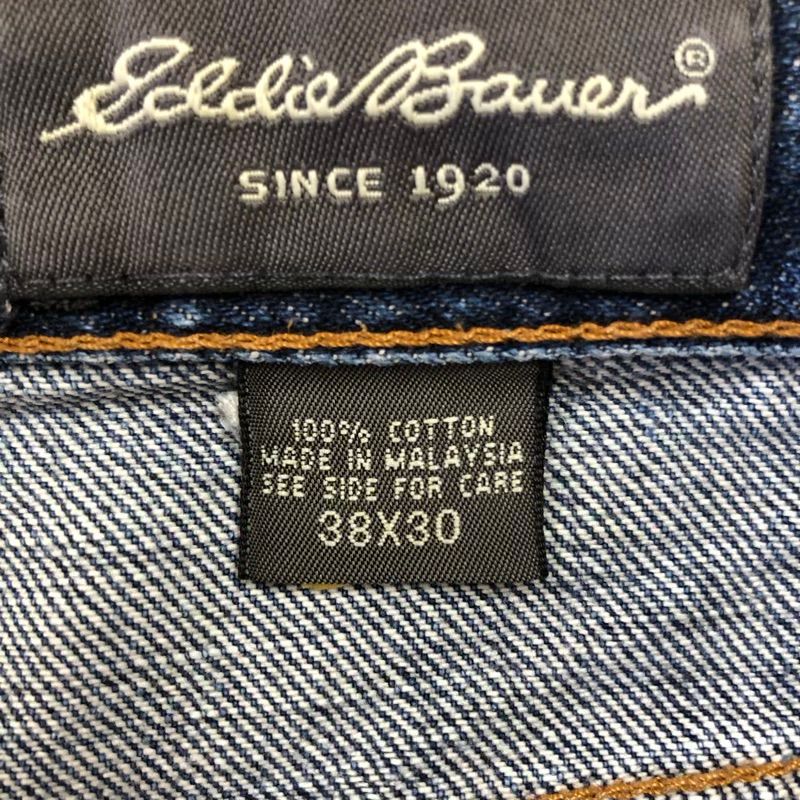 Eddie Bauer®
SINCE 1920
100% COTTON
MADE IN MALAYSIA
SEE SIDE FOR CARE
38X30